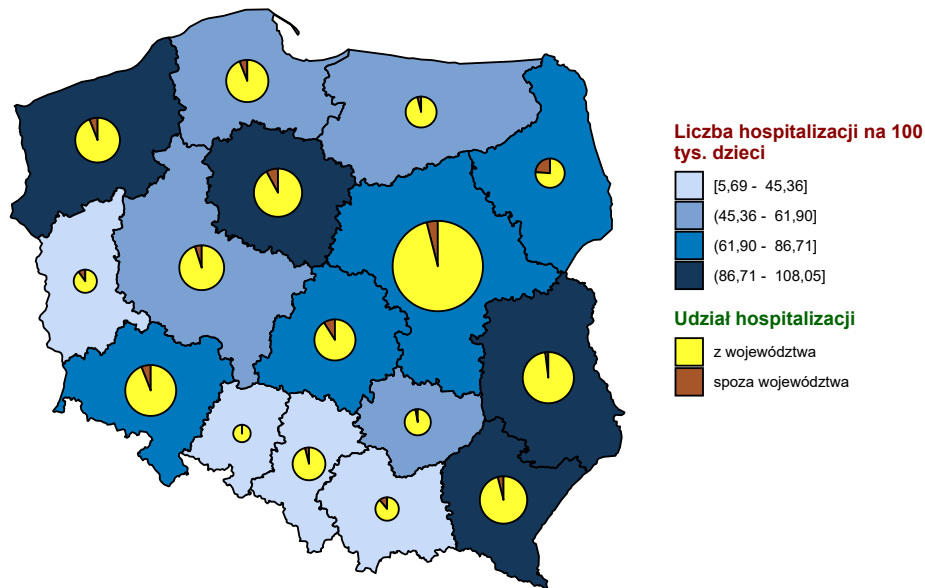 Liczba hospitalizacji na 100
tys. dzieci
[5,69 - 45,36]
(45,36 - 61,90]
(61,90 - 86,71]
(86,71 - 108,05]
Udział hospitalizacji
z województwa
spoza województwa